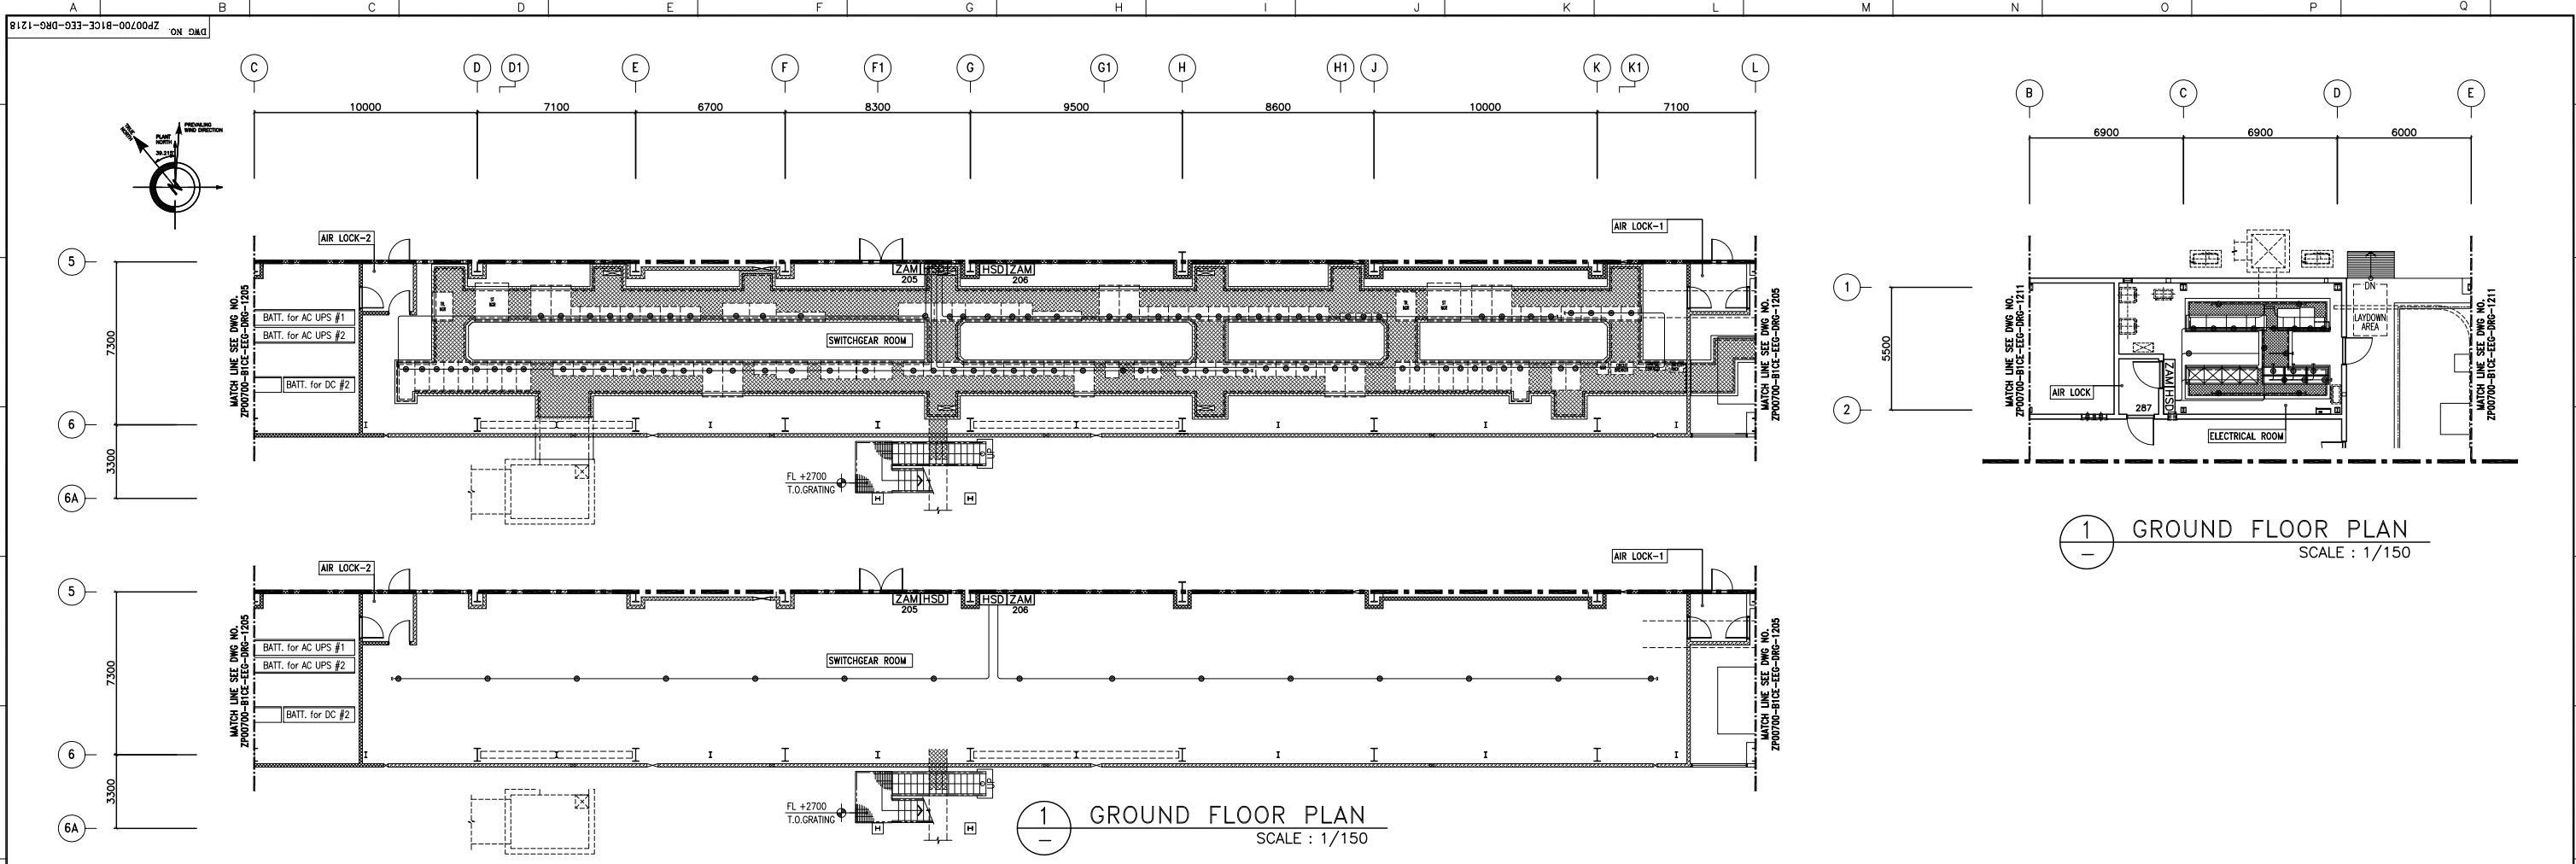 A B C D E F G H I J K L M N O P Q
DWG NO. ZP00700-B1CE-EEG-DRG-1218
C D D1 E F F1 G G1 H H1 J K K1 L
10000 7100 6700 8300 9500 8600 10000 7100
TRUE NORTH
PLANT NORTH
PREVAILING WIND DIRECTION
N
AIR LOCK-2
AIR LOCK-1
5
ZAM HSD HSD ZAM
205 206
MATCH LINE SEE DWG NO.
ZP00700-B1CE-EEG-DRG-1205
BATT. for AC UPS #1
BATT. for AC UPS #2
BATT. for DC #2
SWITCHGEAR ROOM
MATCH LINE SEE DWG NO.
ZP00700-B1CE-EEG-DRG-1205
7300
6
3300
UP
FL +2700
T.O.GRATING
6A
AIR LOCK-2
AIR LOCK-1
5
ZAM HSD HSD ZAM
205 206
MATCH LINE SEE DWG NO.
ZP00700-B1CE-EEG-DRG-1205
BATT. for AC UPS #1
BATT. for AC UPS #2
BATT. for DC #2
SWITCHGEAR ROOM
MATCH LINE SEE DWG NO.
ZP00700-B1CE-EEG-DRG-1205
7300
6
3300
UP
FL +2700
T.O.GRATING
6A
1 GROUND FLOOR PLAN
SCALE : 1/150
B C D E
6900 6900 6000
1
DN
LAYDOWN
AREA
MATCH LINE SEE DWG NO.
ZP00700-B1CE-EEG-DRG-1211
MATCH LINE SEE DWG NO.
ZP00700-B1CE-EEG-DRG-1211
5500
AIR LOCK
ZAM HSD
287
2
ELECTRICAL ROOM
1 GROUND FLOOR PLAN
SCALE : 1/150